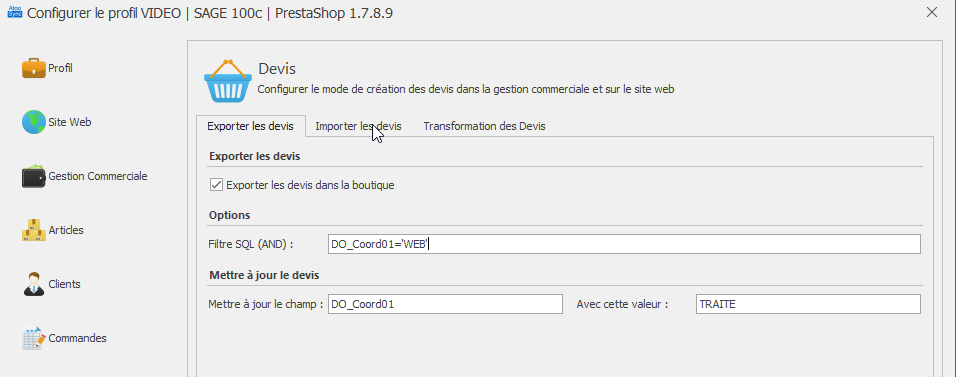 Atoo Sync
Configurer le profil VIDEO | SAGE 100c | PrestaShop 1.7.8.9
Profil
Site Web
Gestion Commerciale
Articles
Clients
Commandes
Devis
Configurer le mode de création des devis dans la gestion commerciale et sur le site web
Exporter les devis Importer les devis Transformation des Devis
Exporter les devis
Exporter les devis dans la boutique
Options
Filtre SQL (AND) : DO_Coord01='WEB'
Mettre à jour le devis
Mettre à jour le champ : DO_Coord01 Avec cette valeur : TRAITE